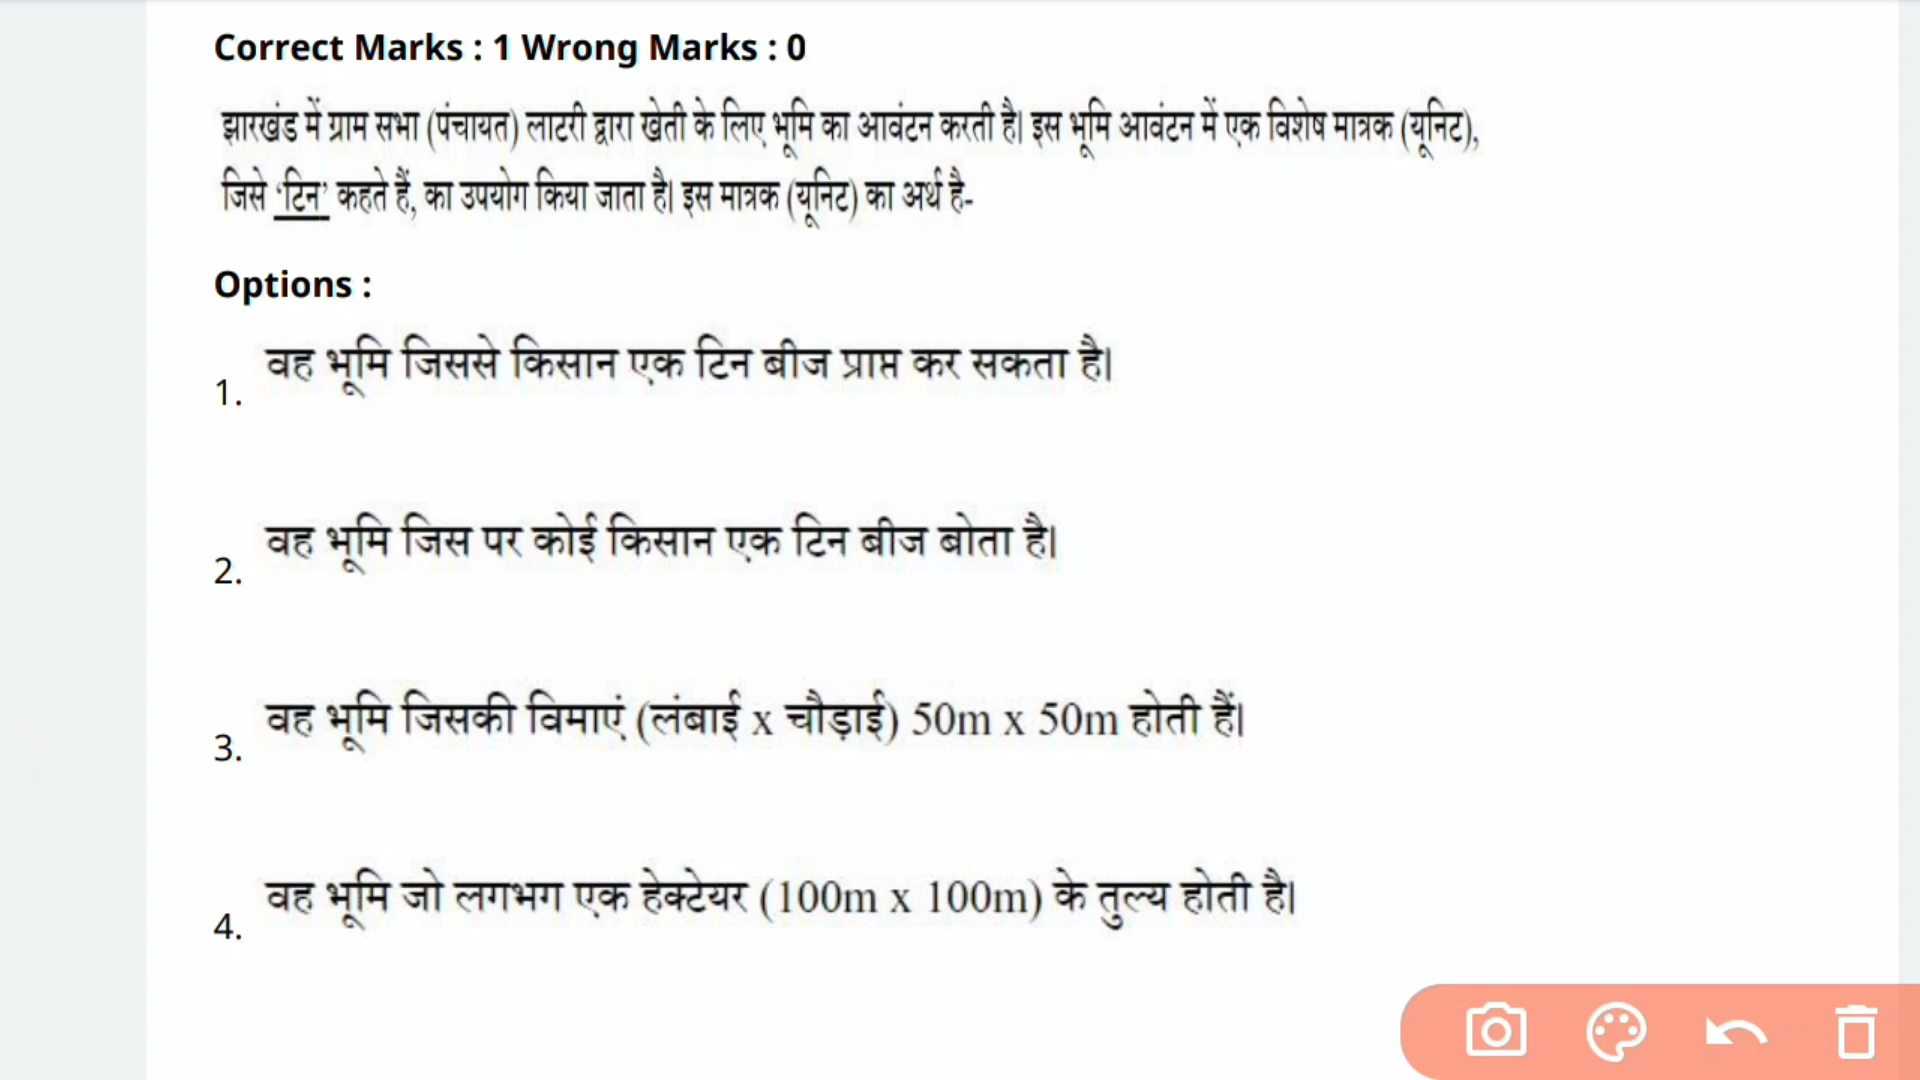 Correct Marks : 1 Wrong Marks : 0
झारखंड में ग्राम सभा (पंचायत) लाटरी द्वारा खेती के लिए भूमि का आवंटन करती है। इस भूमि आवंटन में एक विशेष मात्रक (यूनिट),
जिसे ‘टिन’ कहते हैं, का उपयोग किया जाता है। इस मात्रक (यूनिट) का अर्थ है-
Options :
1. वह भूमि जिससे किसान एक टिन बीज प्राप्त कर सकता है।
2. वह भूमि जिस पर कोई किसान एक टिन बीज बोता है।
3. वह भूमि जिसकी विमाएं (लंबाई x चौड़ाई) 50m x 50m होती हैं।
4. वह भूमि जो लगभग एक हेक्टेयर (100m x 100m) के तुल्य होती है।